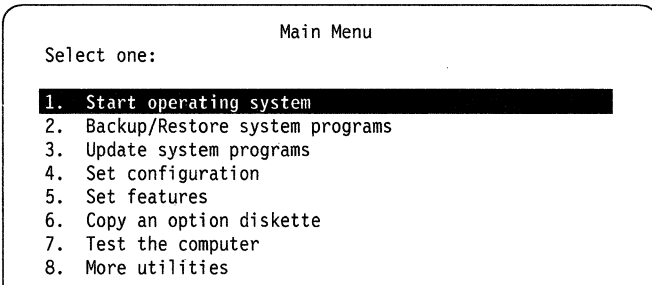 Main Menu
Select one:
1. Start operating system
2. Backup/Restore system programs
3. Update system programs
4. Set configuration
5. Set features
6. Copy an option diskette
7. Test the computer
8. More utilities